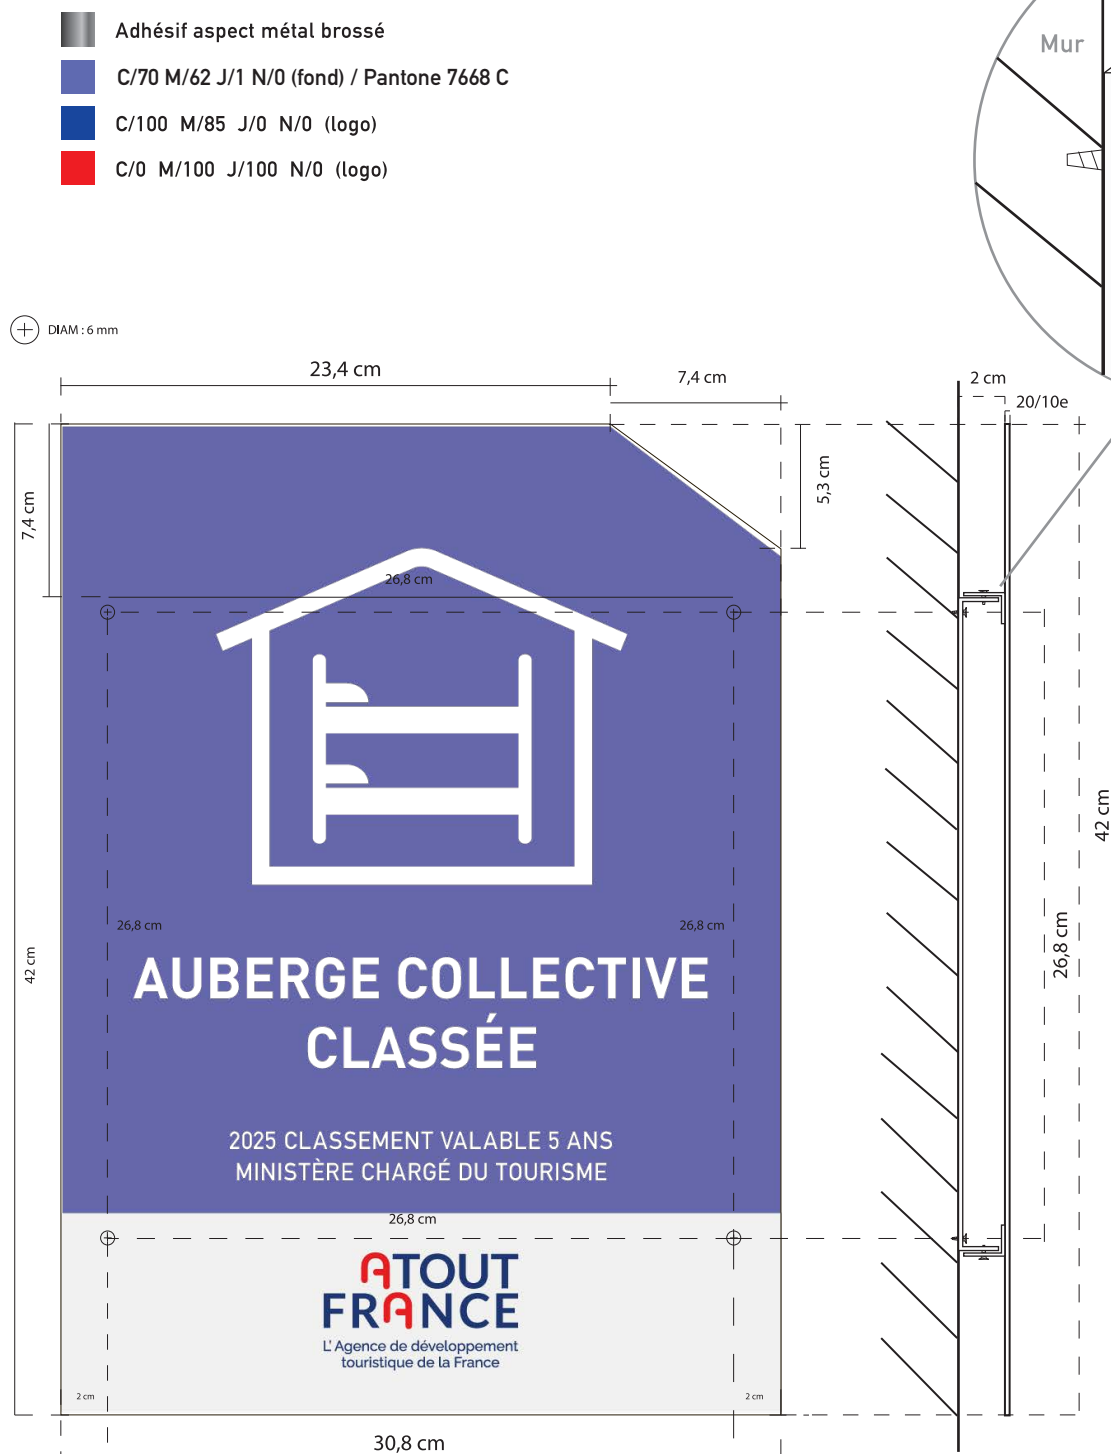 Adhésif aspect métal brossé
C/70 M/62 J/1 N/0 (fond) / Pantone 7668 C
C/100 M/85 J/0 N/0 (logo)
C/0 M/100 J/100 N/0 (logo)
Mur
DIAM : 6 mm
23,4 cm
7,4 cm
2 cm
20/10e
7,4 cm
5,3 cm
26,8 cm
42 cm
26,8 cm
26,8 cm
26,8 cm
42 cm
AUBERGE COLLECTIVE
CLASSÉE
2025 CLASSEMENT VALABLE 5 ANS
MINISTÈRE CHARGÉ DU TOURISME
26,8 cm
ATOUT
FRANCE
L'Agence de développement
touristique de la France
2 cm
2 cm
30,8 cm